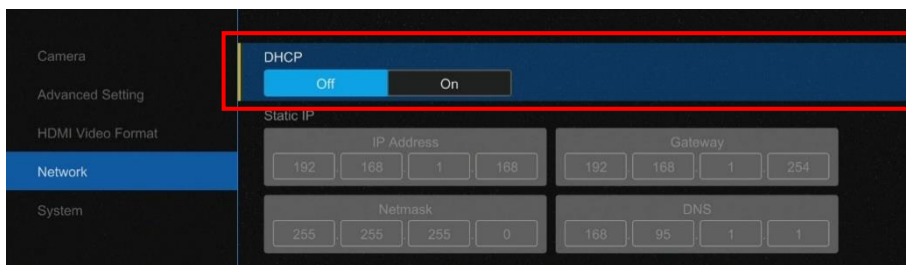 Camera
Advanced Setting
HDMI Video Format
Network
System
DHCP
Off On
Static IP
IP Address
192 . 168 . 1 . 168
Gateway
192 . 168 . 1 . 254
Netmask
255 . 255 . 255 . 0
DNS
168 . 95 . 1 . 1